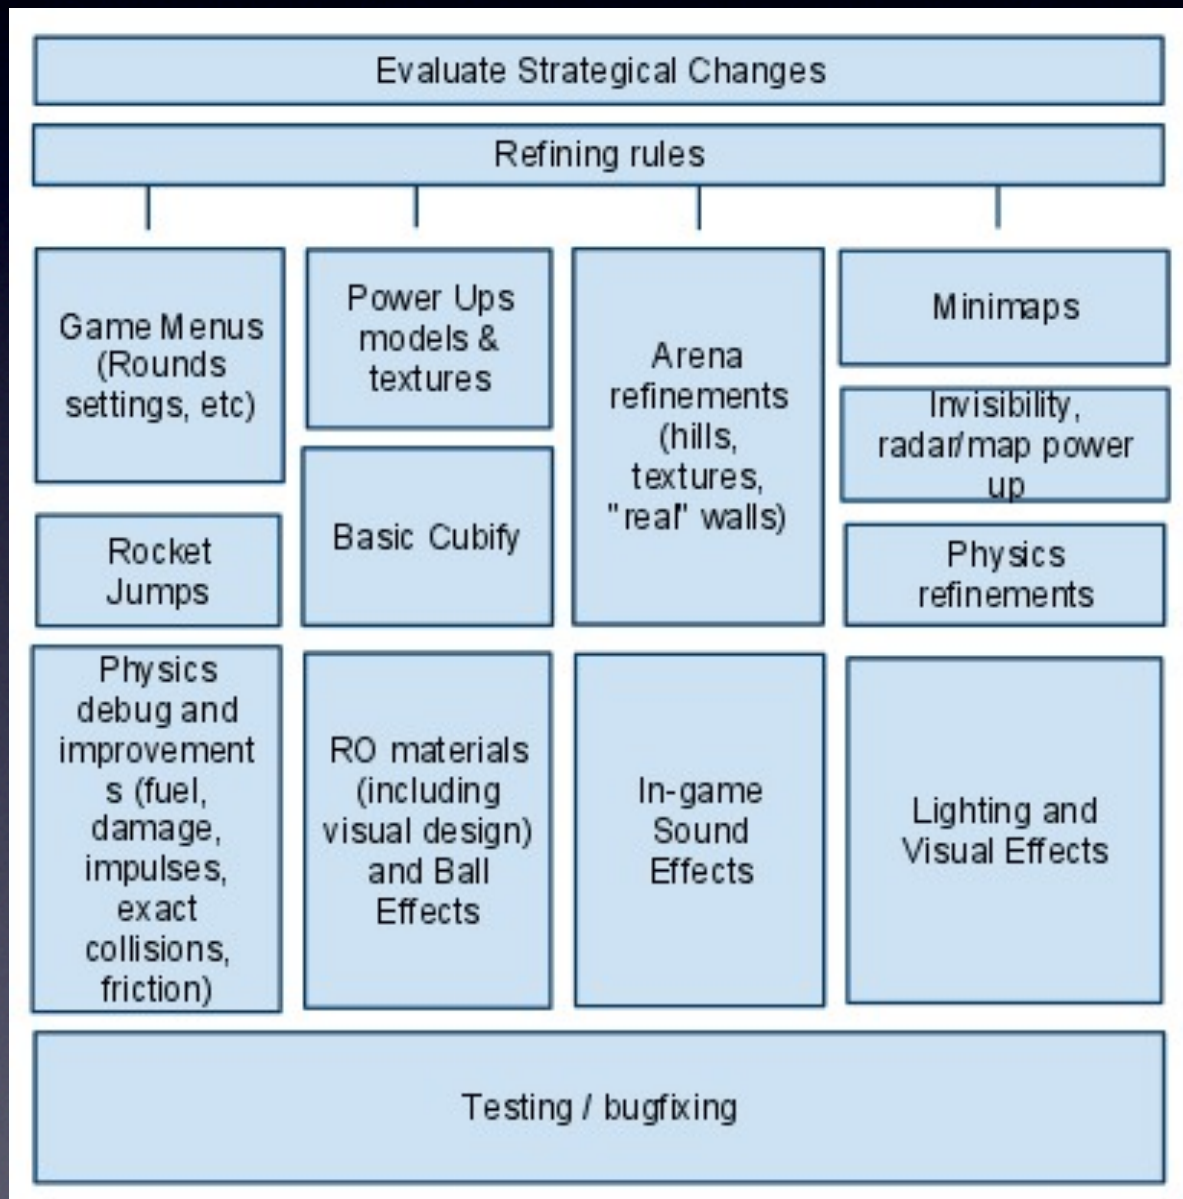 Evaluate Strategical Changes
Refining rules
Game Menus
(Rounds
settings, etc)
Rocket
Jumps
Physics
debug and
improvement
s (fuel,
damage,
impulses,
exact
collisions,
friction)
Power Ups
models &
textures
Basic Cubify
RO materials
(including
visual design)
and Ball
Effects
Arena
refinements
(hills,
textures,
"real" walls)
In-game
Sound
Effects
Minimaps
Invisibility,
radar/map power
up
Physics
refinements
Lighting and
Visual Effects
Testing / bugfixing